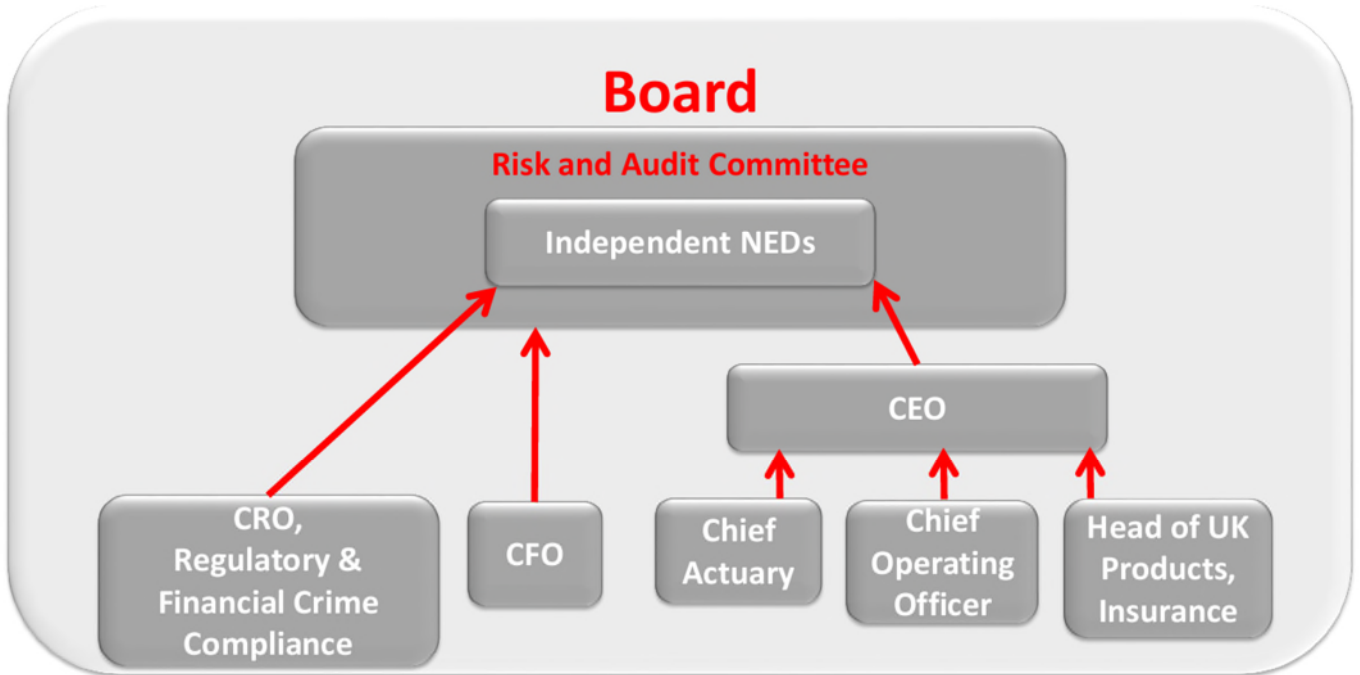 Board
Risk and Audit Committee
Independent NEDs
CEO
CRO,
Regulatory &
Financial Crime
Compliance
CFO
Chief
Actuary
Chief
Operating
Officer
Head of UK
Products,
Insurance